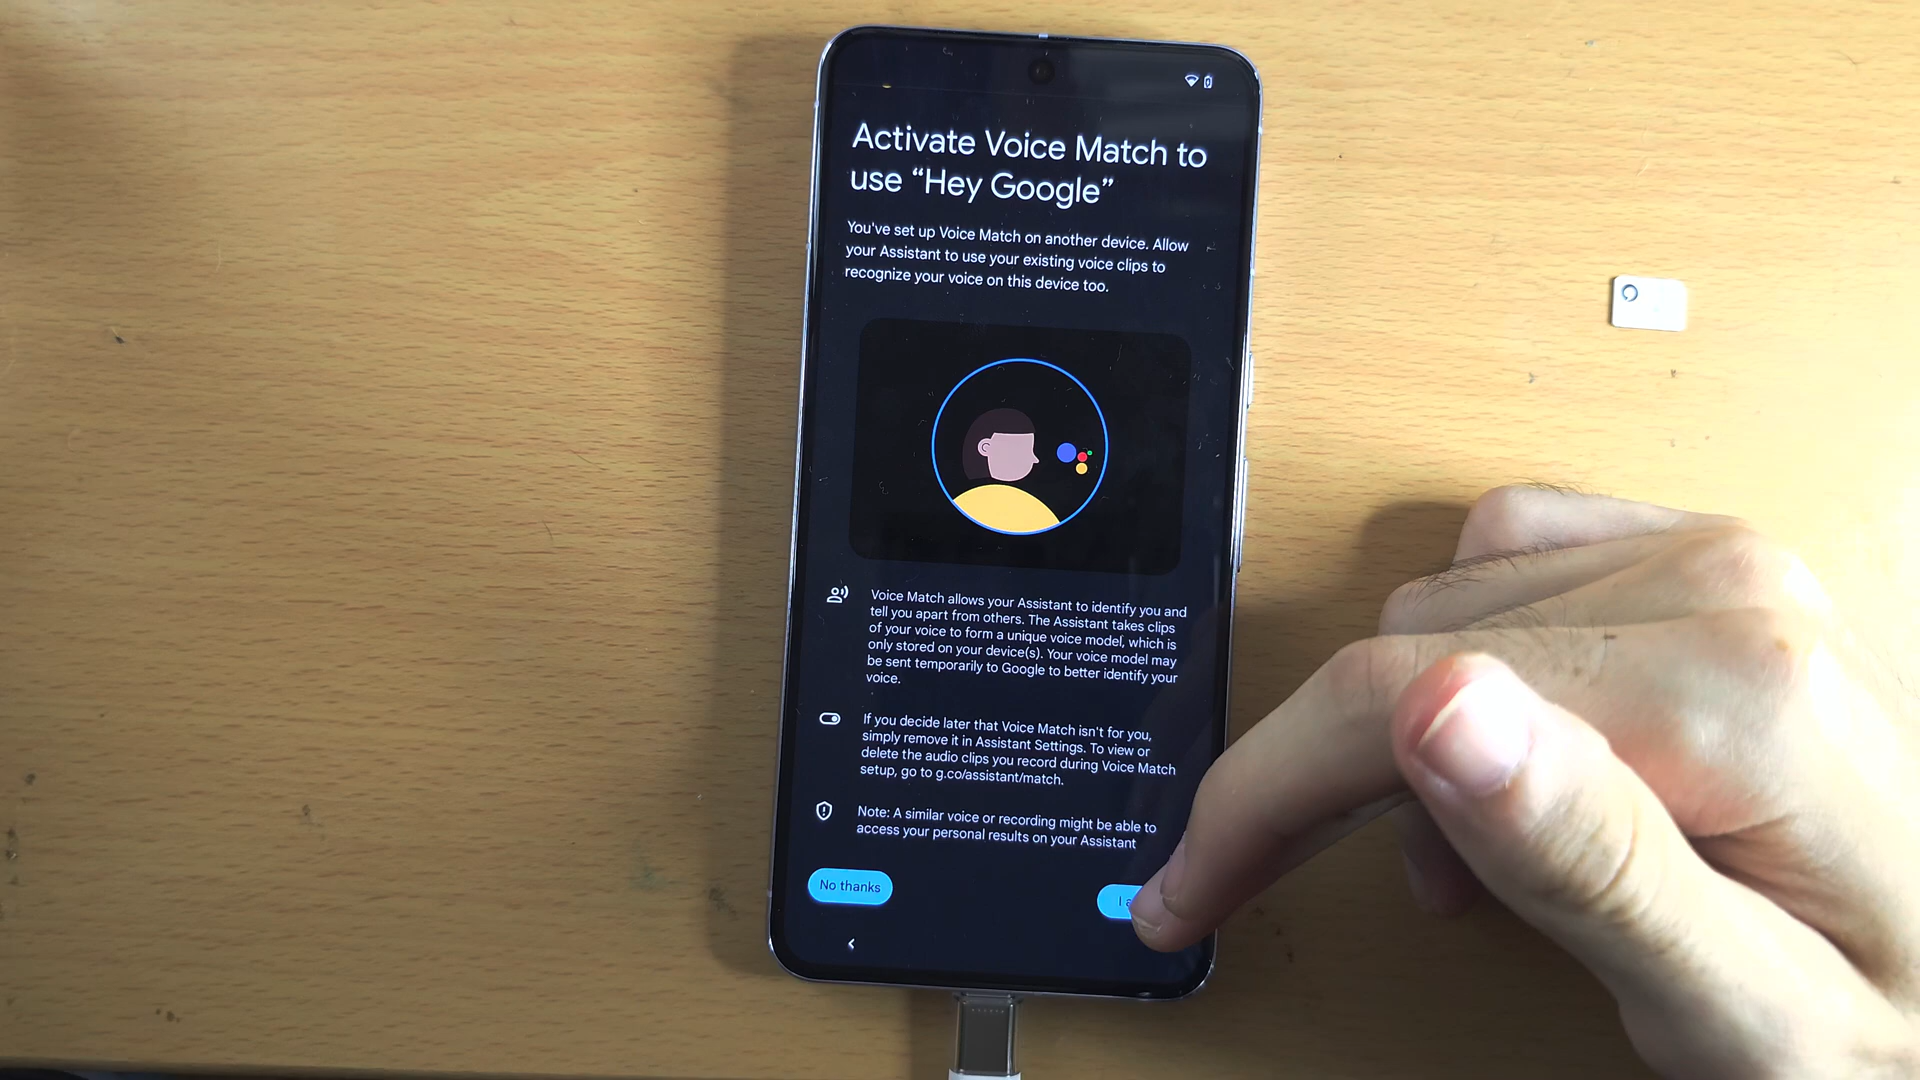 Activate Voice Match to
use “Hey Google”
You've set up Voice Match on another device. Allow
your Assistant to use your existing voice clips to
recognize your voice on this device too.
Voice Match allows your Assistant to identify you and
tell you apart from others. The Assistant takes clips
of your voice to form a unique voice model, which is
only stored on your device(s). Your voice model may
be sent temporarily to Google to better identify your
voice.
If you decide later that Voice Match isn't for you,
simply remove it in Assistant Settings. To view or
delete the audio clips you record during Voice Match
setup, go to g.co/assistant/match.
Note: A similar voice or recording might be able to
access your personal results on your Assistant
No thanks
I